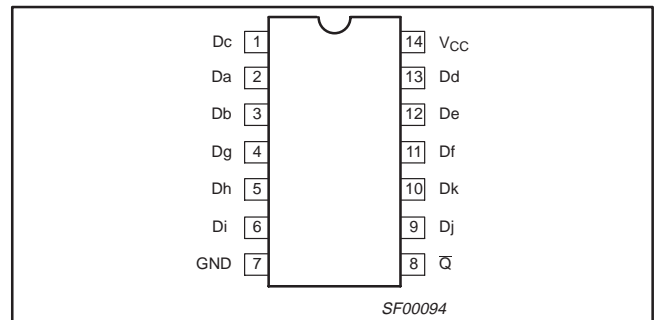 Dc 1 14 VCC
Da 2 13 Dd
Db 3 12 De
Dg 4 11 Df
Dh 5 10 Dk
Di 6 9 Dj
GND 7 8 Q̅
SF00094